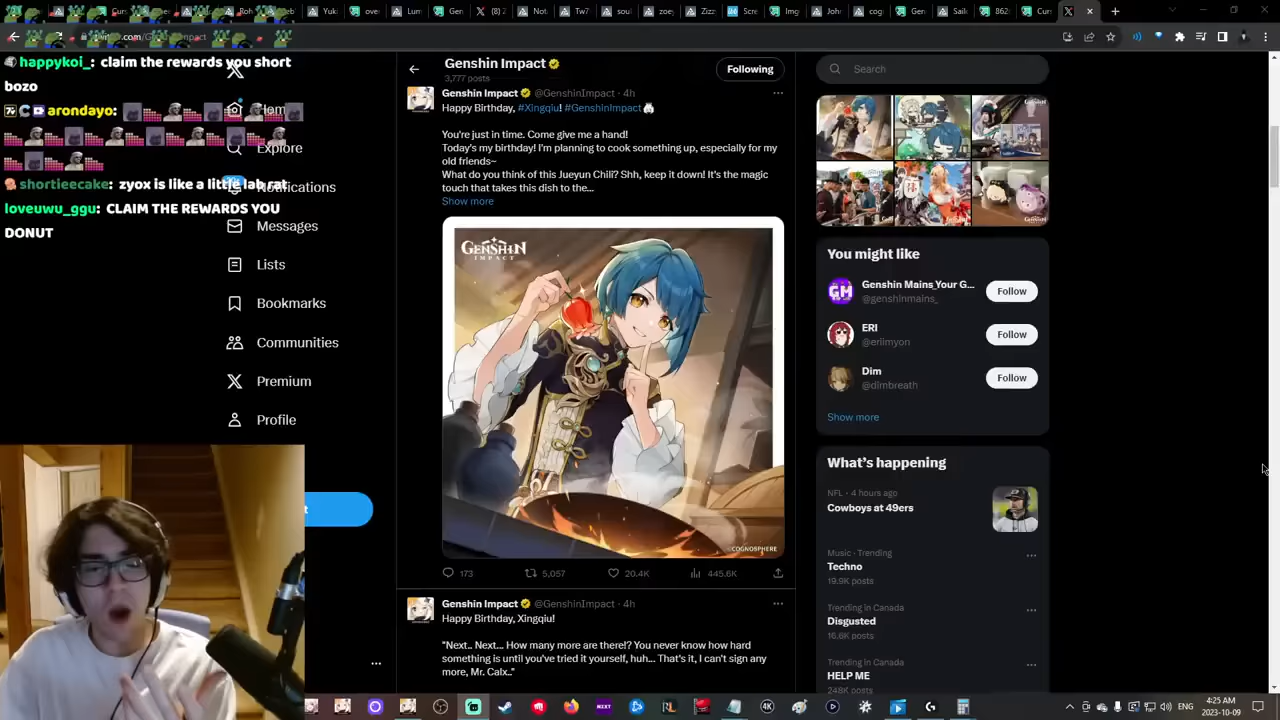 Genshin Impact
3,777 posts
Following
Search
happykoi_: claim the rewards you short
bozo
arondayo:
shortieecake: zyox is like a little lab rat
loveuwu_ggu: CLAIM THE REWARDS YOU
DONUT
Explore
Notifications
Messages
Lists
Bookmarks
Communities
Premium
Profile
Genshin Impact @GenshinImpact · 4h
Happy Birthday, #Xingqiu! #GenshinImpact
You're just in time. Come give me a hand!
Today's my birthday! I'm planning to cook something up, especially for my
old friends~
What do you think of this Jueyun Chili? Shh, keep it down! It's the magic
touch that takes this dish to the...
Show more
GENSHIN
IMPACT
©COGNOSPHERE
173 5,057 20.4K 445.6K
Genshin Impact @GenshinImpact · 4h
Happy Birthday, Xingqiu!
"Next.. Next... How many more are there!? You never know how hard
something is until you've tried it yourself, huh... That's it, I can't sign any
more, Mr. Calx.."
You might like
Genshin Mains_Your G...
@genshinmains_
Follow
ERI
@eriimyon
Follow
Dim
@dimbreath
Follow
Show more
What's happening
NFL · 4 hours ago
Cowboys at 49ers
Music · Trending
Techno
19.9K posts
Trending in Canada
Disgusted
16.6K posts
Trending in Canada
HELP ME
248K posts
4:25 AM
2023-10-09